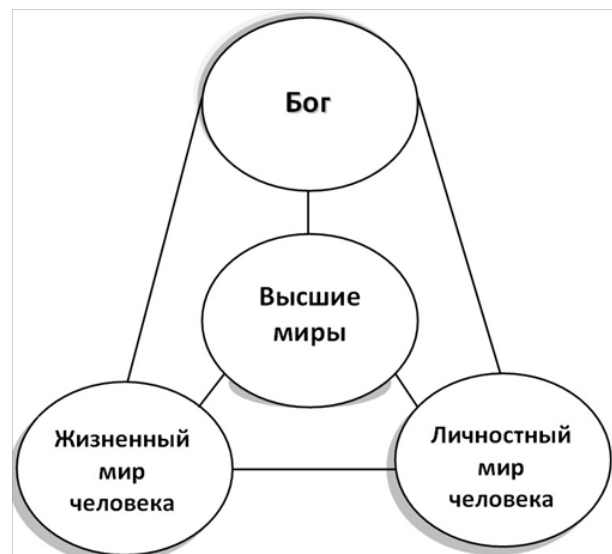 Бог
Высшие
миры
Жизненный
мир
человека
Личностный
мир
человека